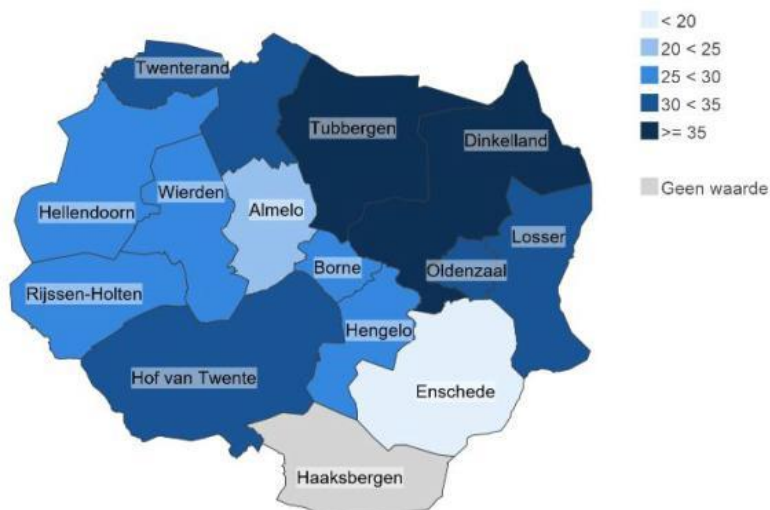 < 20
20 < 25
25 < 30
30 < 35
>= 35
Geen waarde
Twenterand
Tubbergen
Dinkelland
Wierden
Hellendoorn
Almelo
Losser
Borne
Oldenzaal
Rijssen-Holten
Hengelo
Hof van Twente
Enschede
Haaksbergen